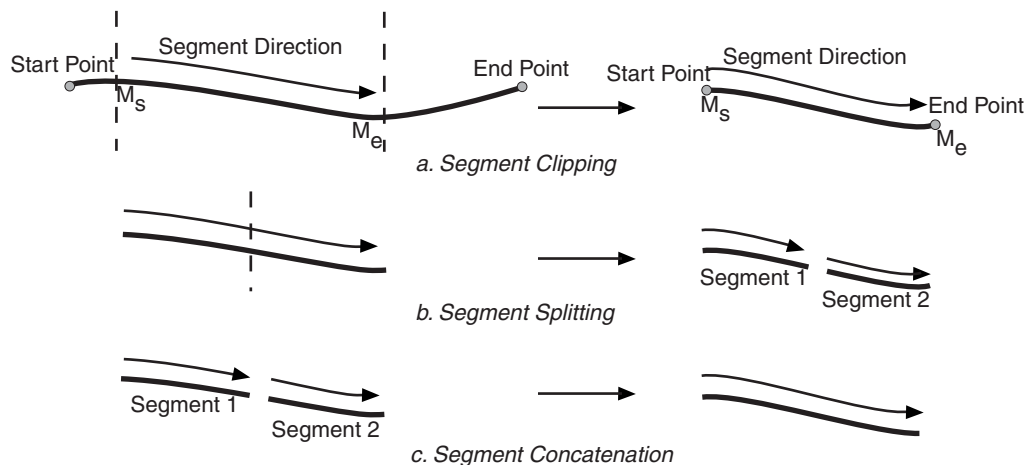 Segment Direction
Start Point
End Point
M_s
M_e
Segment Direction
Start Point
End Point
M_s
M_e
a. Segment Clipping
Segment 1
Segment 2
b. Segment Splitting
Segment 1
Segment 2
c. Segment Concatenation